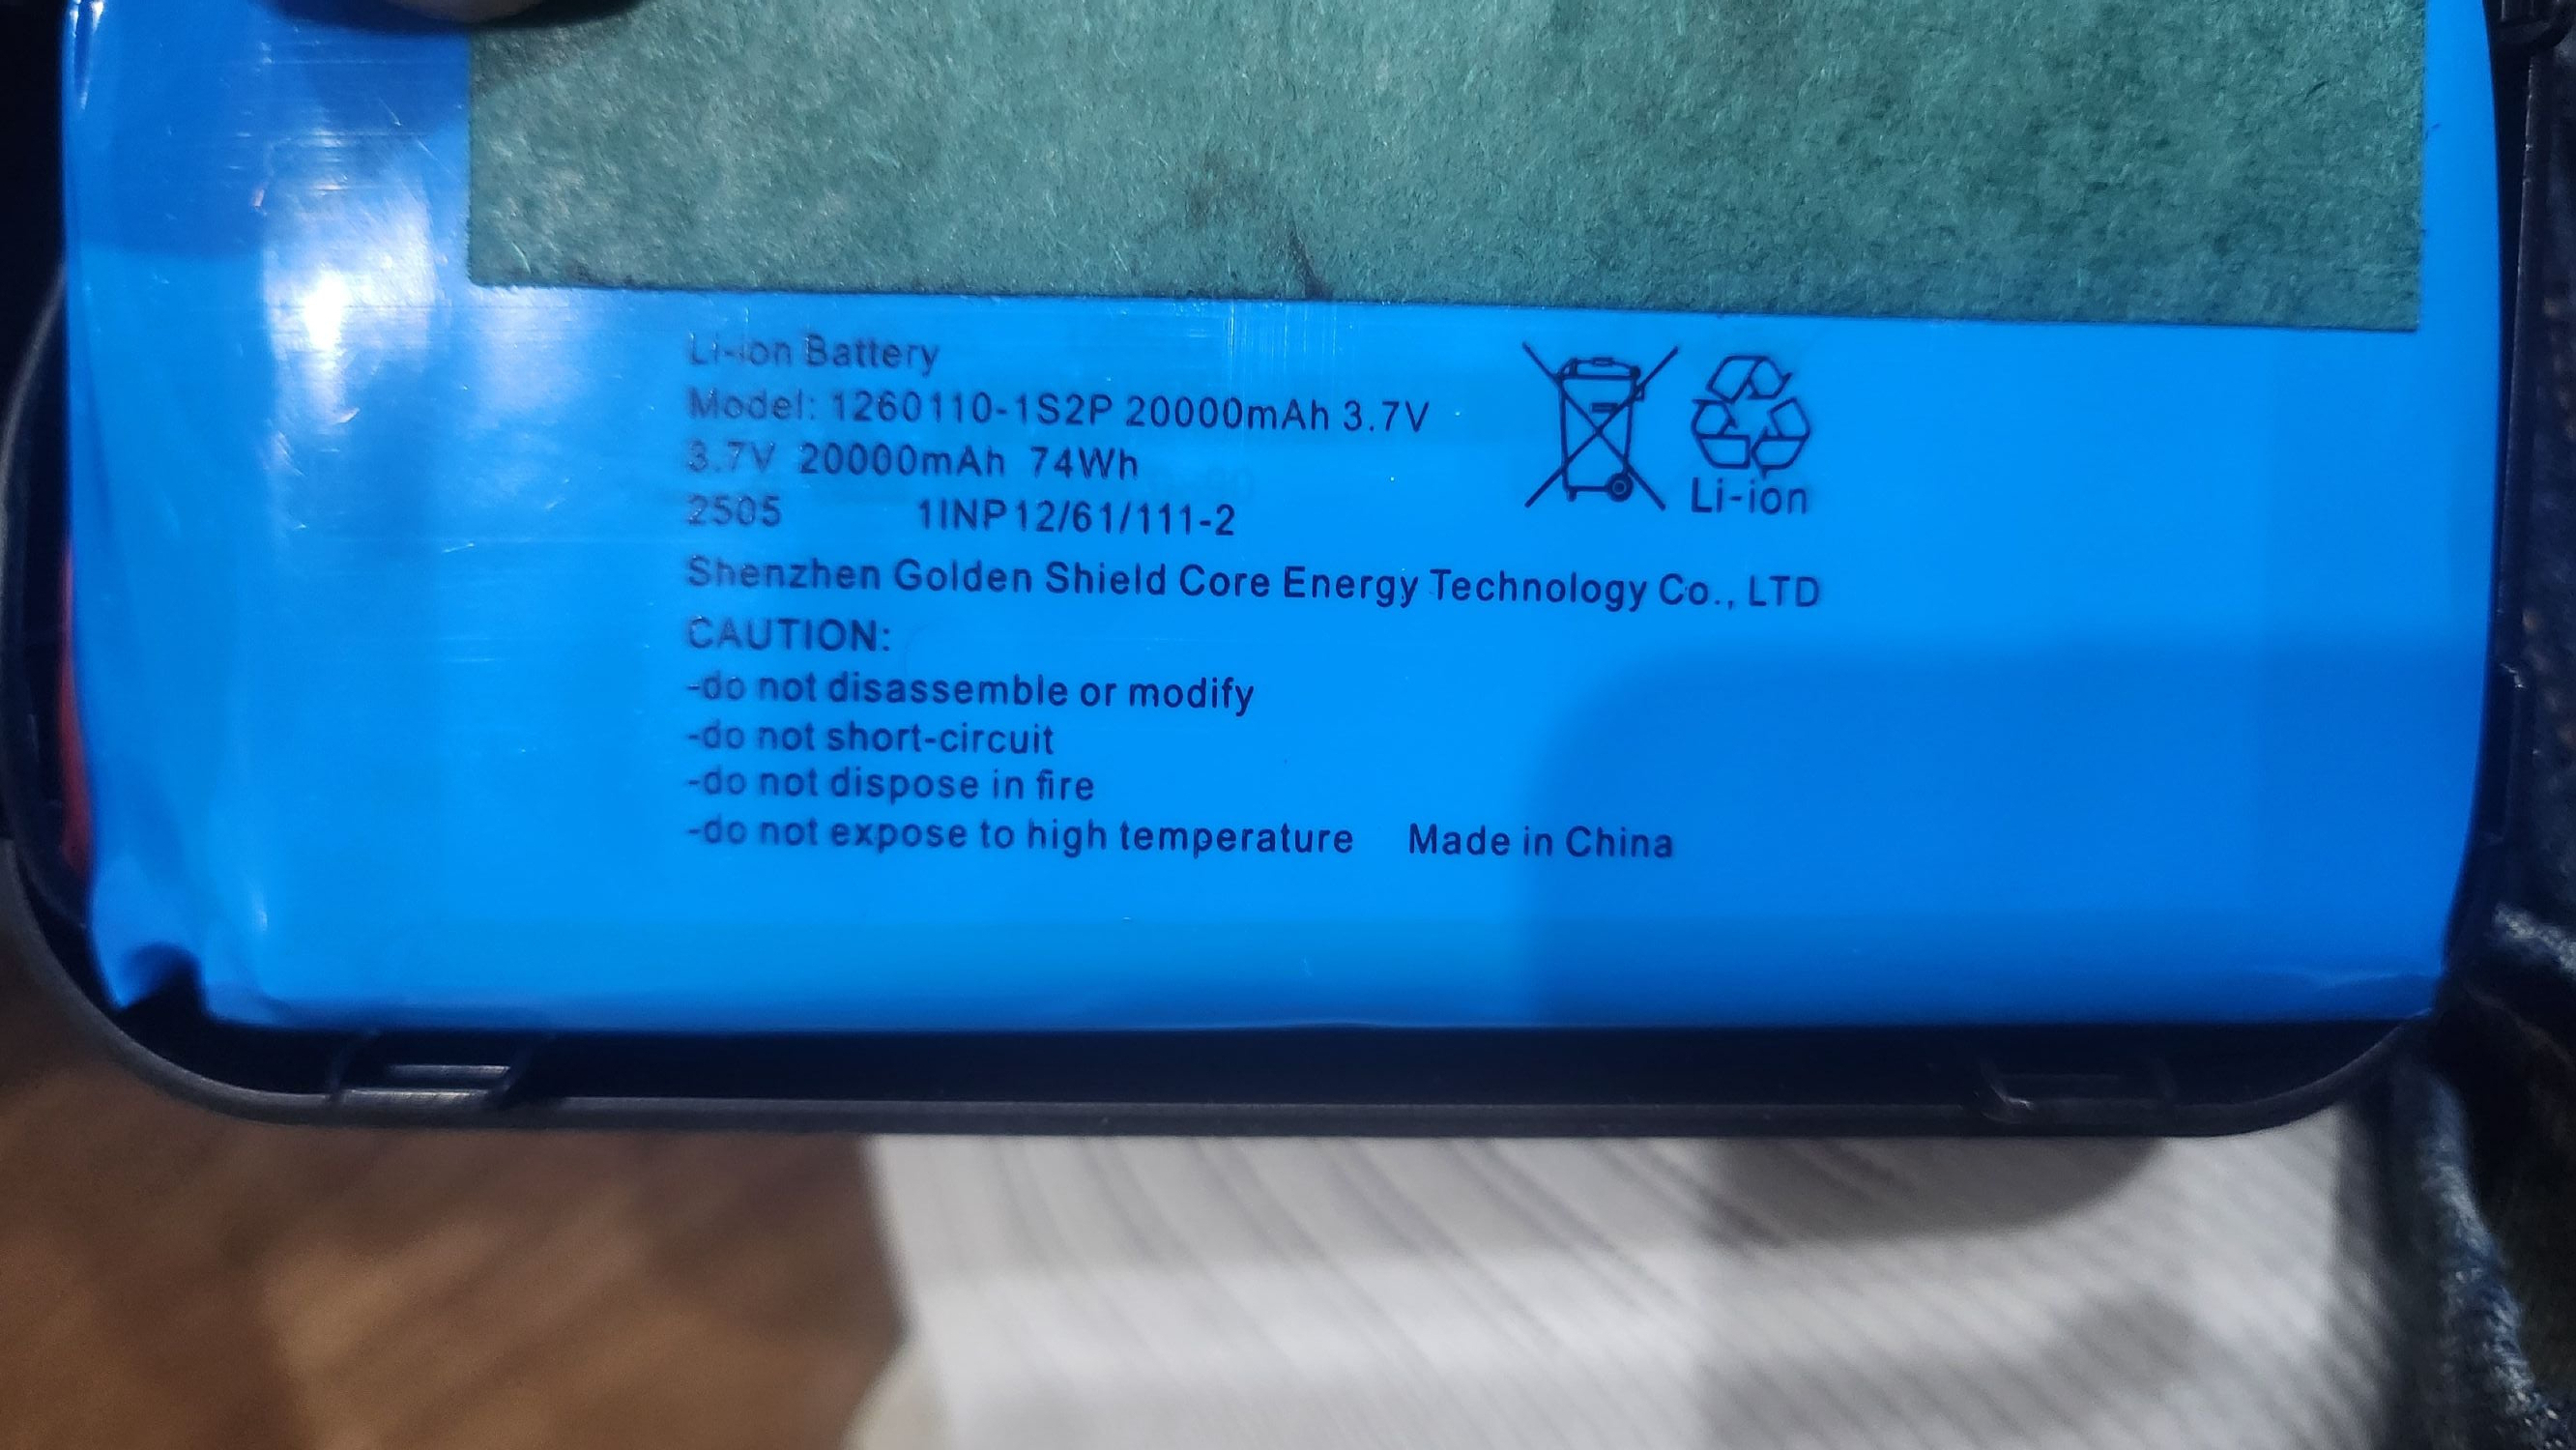 Li-ion Battery
Model: 1260110-1S2P 20000mAh 3.7V
3.7V 20000mAh 74Wh
2505 1INP12/61/111-2
Li-ion
Shenzhen Golden Shield Core Energy Technology Co., LTD
CAUTION:
-do not disassemble or modify
-do not short-circuit
-do not dispose in fire
-do not expose to high temperature Made in China